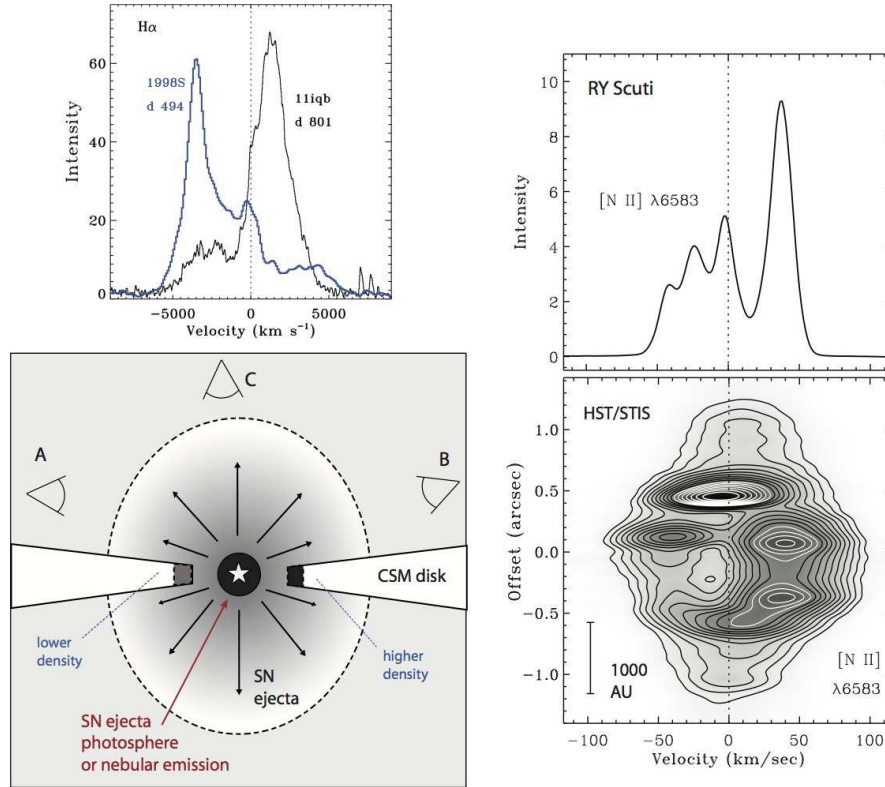 Hα
1998S
d 494
11iqb
d 801
60
40
20
0
Intensity
−5000
0
5000
Velocity (km s⁻¹)
C
A
B
CSM disk
lower
density
higher
density
SN
ejecta
SN ejecta
photosphere
or nebular emission
RY Scuti
[N II] λ6583
10
8
6
4
2
0
Intensity
HST/STIS
1.0
0.5
0.0
−0.5
−1.0
Offset (arcsec)
1000
AU
[N II]
λ6583
-100
-50
0
50
100
Velocity (km/sec)